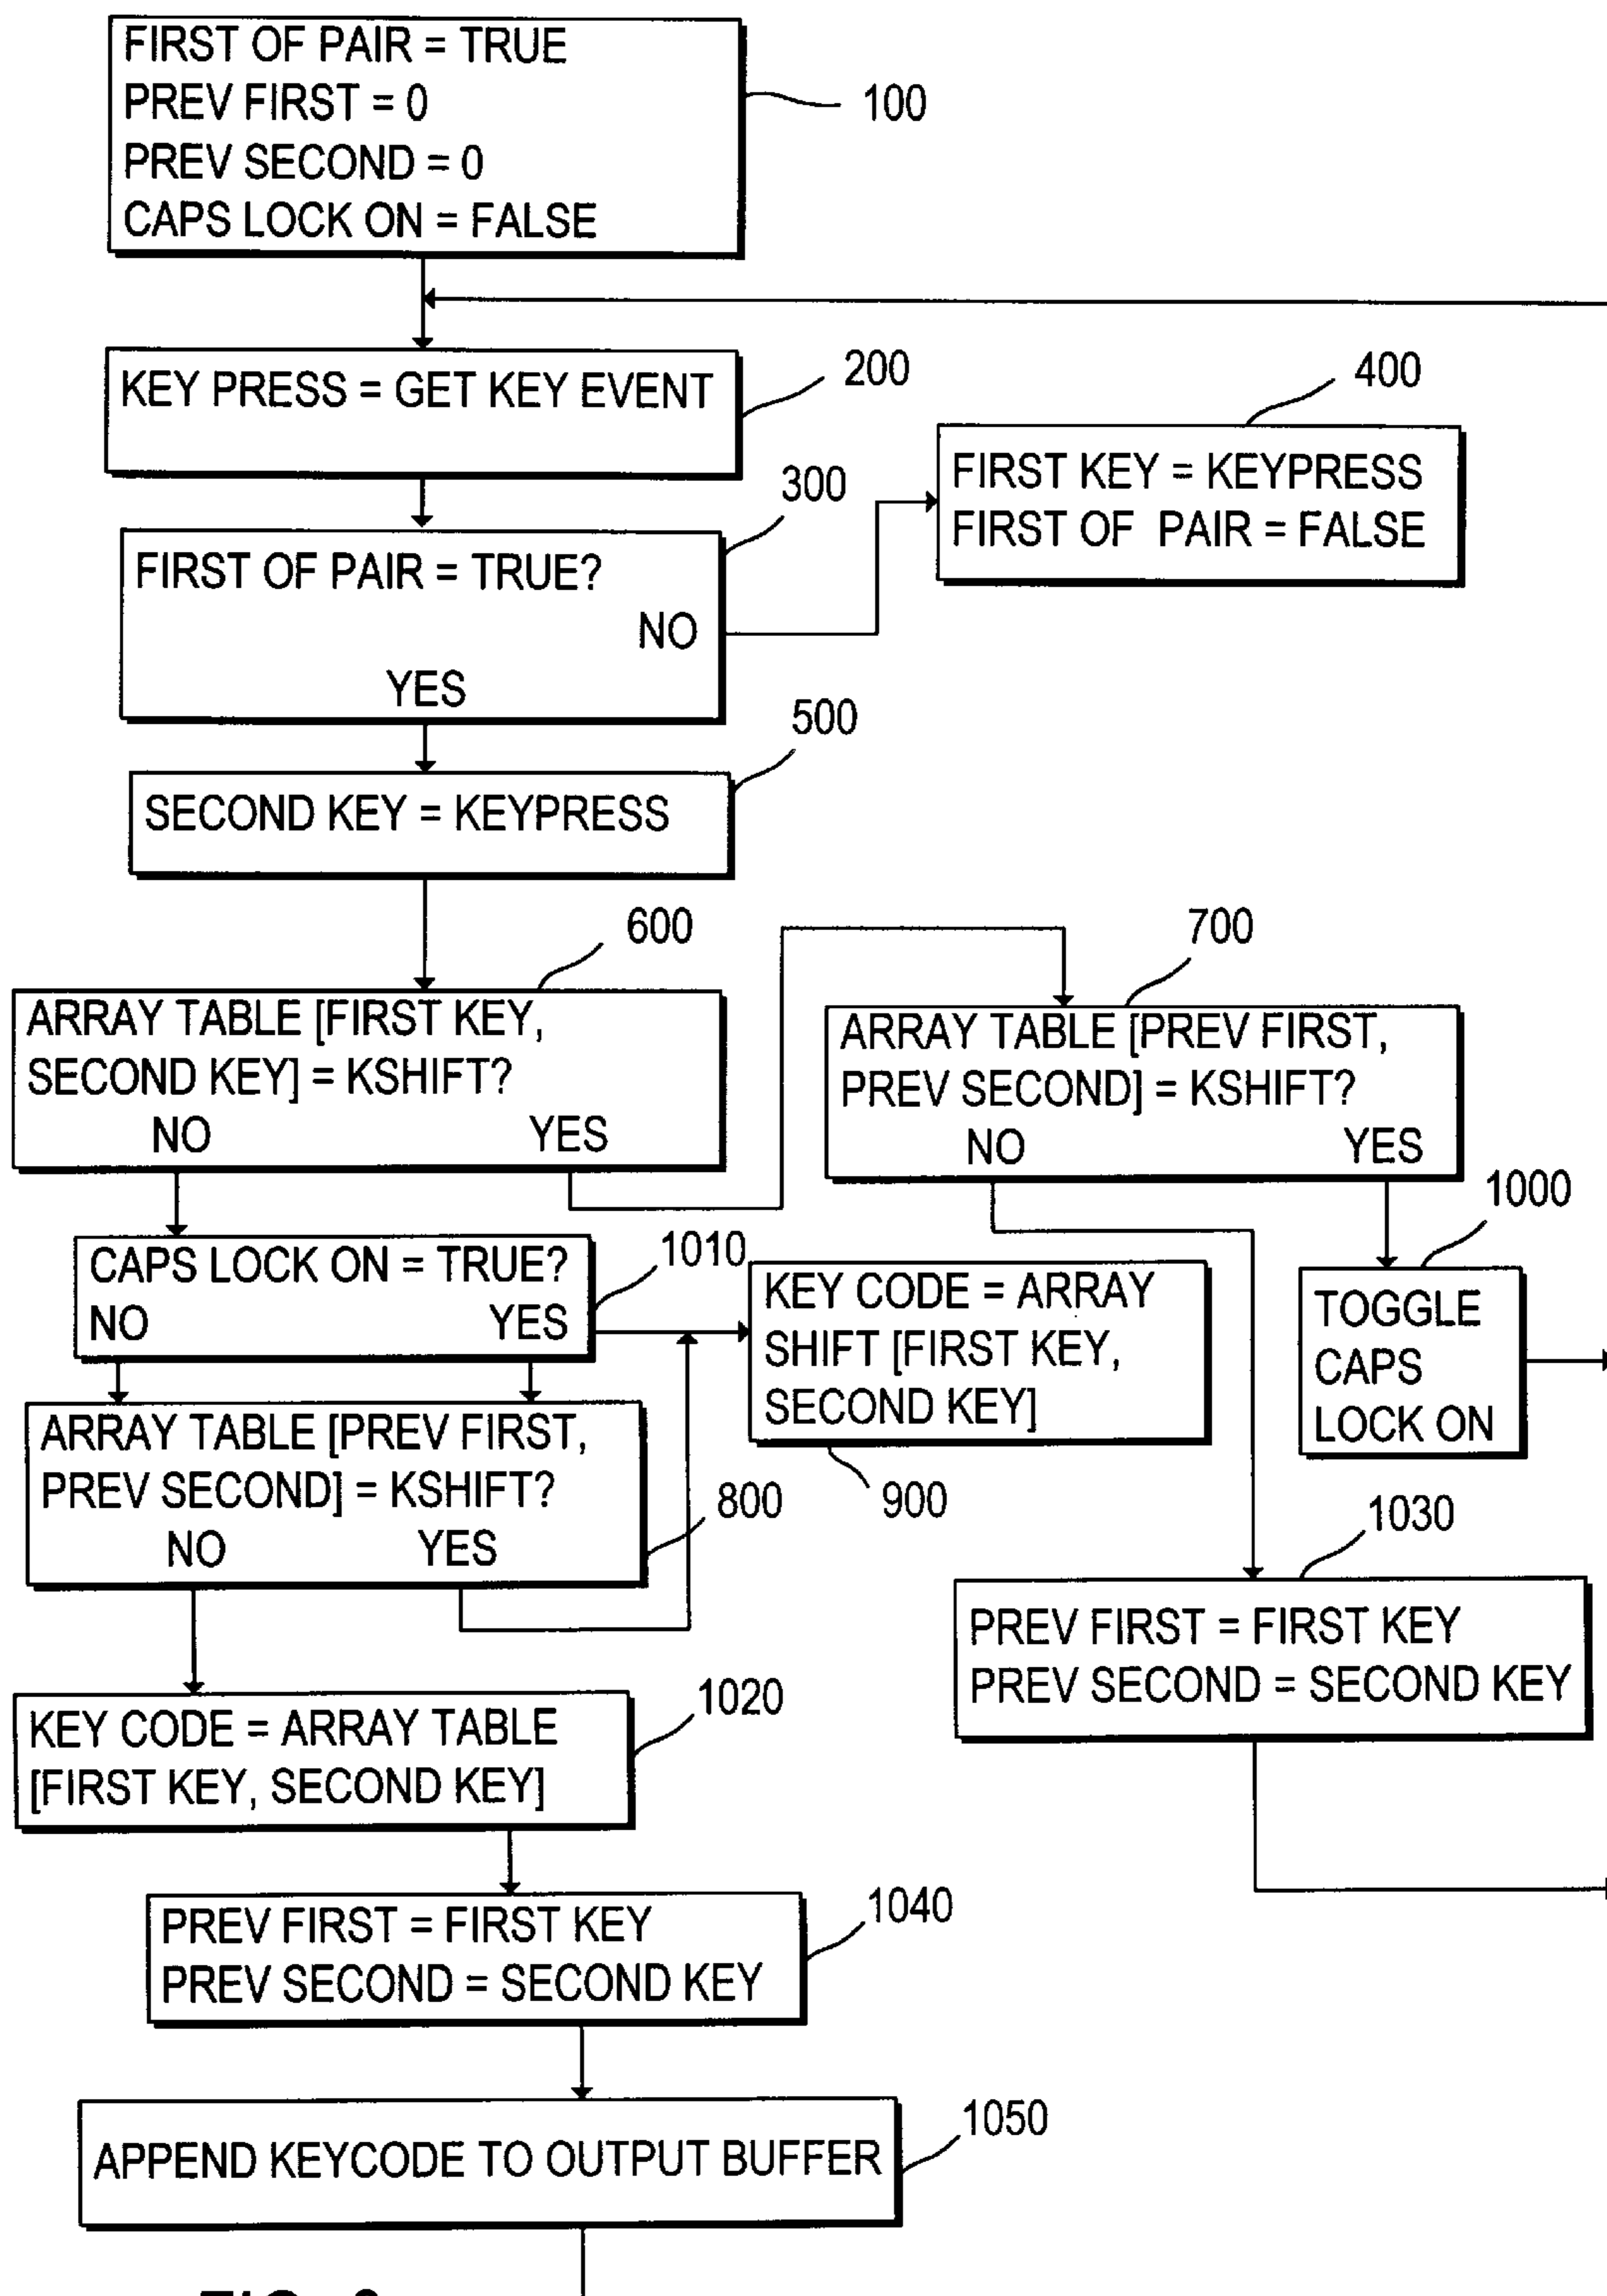 FIRST OF PAIR = TRUE
PREV FIRST = 0
PREV SECOND = 0
CAPS LOCK ON = FALSE
100
KEY PRESS = GET KEY EVENT
200
400
FIRST KEY = KEYPRESS
FIRST OF PAIR = FALSE
300
FIRST OF PAIR = TRUE?
NO
YES
500
SECOND KEY = KEYPRESS
600
ARRAY TABLE [FIRST KEY,
SECOND KEY] = KSHIFT?
NO YES
700
ARRAY TABLE [PREV FIRST,
PREV SECOND] = KSHIFT?
NO YES
1000
TOGGLE
CAPS
LOCK ON
1010
CAPS LOCK ON = TRUE?
NO YES
KEY CODE = ARRAY
SHIFT [FIRST KEY,
SECOND KEY]
900
ARRAY TABLE [PREV FIRST,
PREV SECOND] = KSHIFT?
NO YES
800
1030
PREV FIRST = FIRST KEY
PREV SECOND = SECOND KEY
1020
KEY CODE = ARRAY TABLE
[FIRST KEY, SECOND KEY]
1040
PREV FIRST = FIRST KEY
PREV SECOND = SECOND KEY
1050
APPEND KEYCODE TO OUTPUT BUFFER